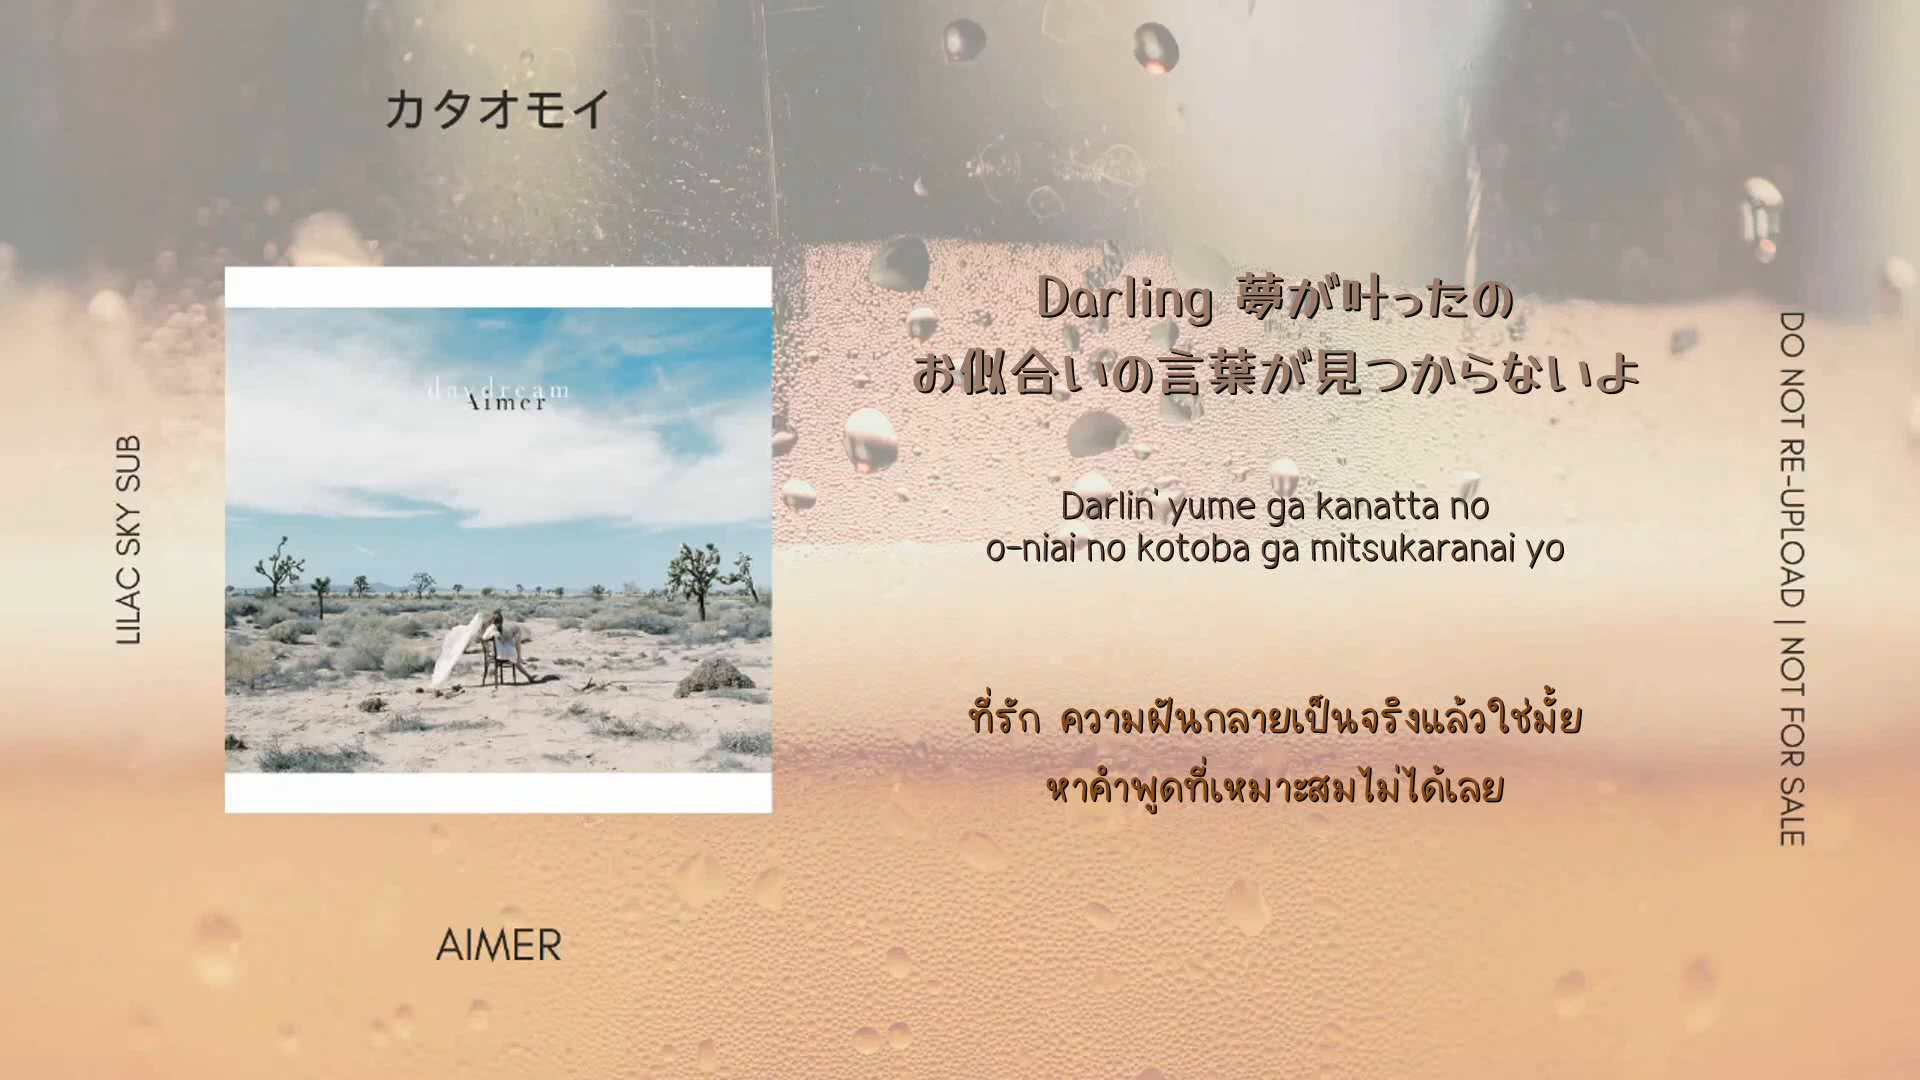 カタオモイ
daydream
Aimer
LILAC SKY SUB
AIMER
Darling 夢が叶ったの
お似合いの言葉が見つからないよ
Darlin' yume ga kanatta no
o-niai no kotoba ga mitsukaranai yo
ที่รัก ความฝันกลายเป็นจริงแล้วใช่มั้ย
หาคำพูดที่เหมาะสมไม่ได้เลย
DO NOT RE-UPLOAD | NOT FOR SALE